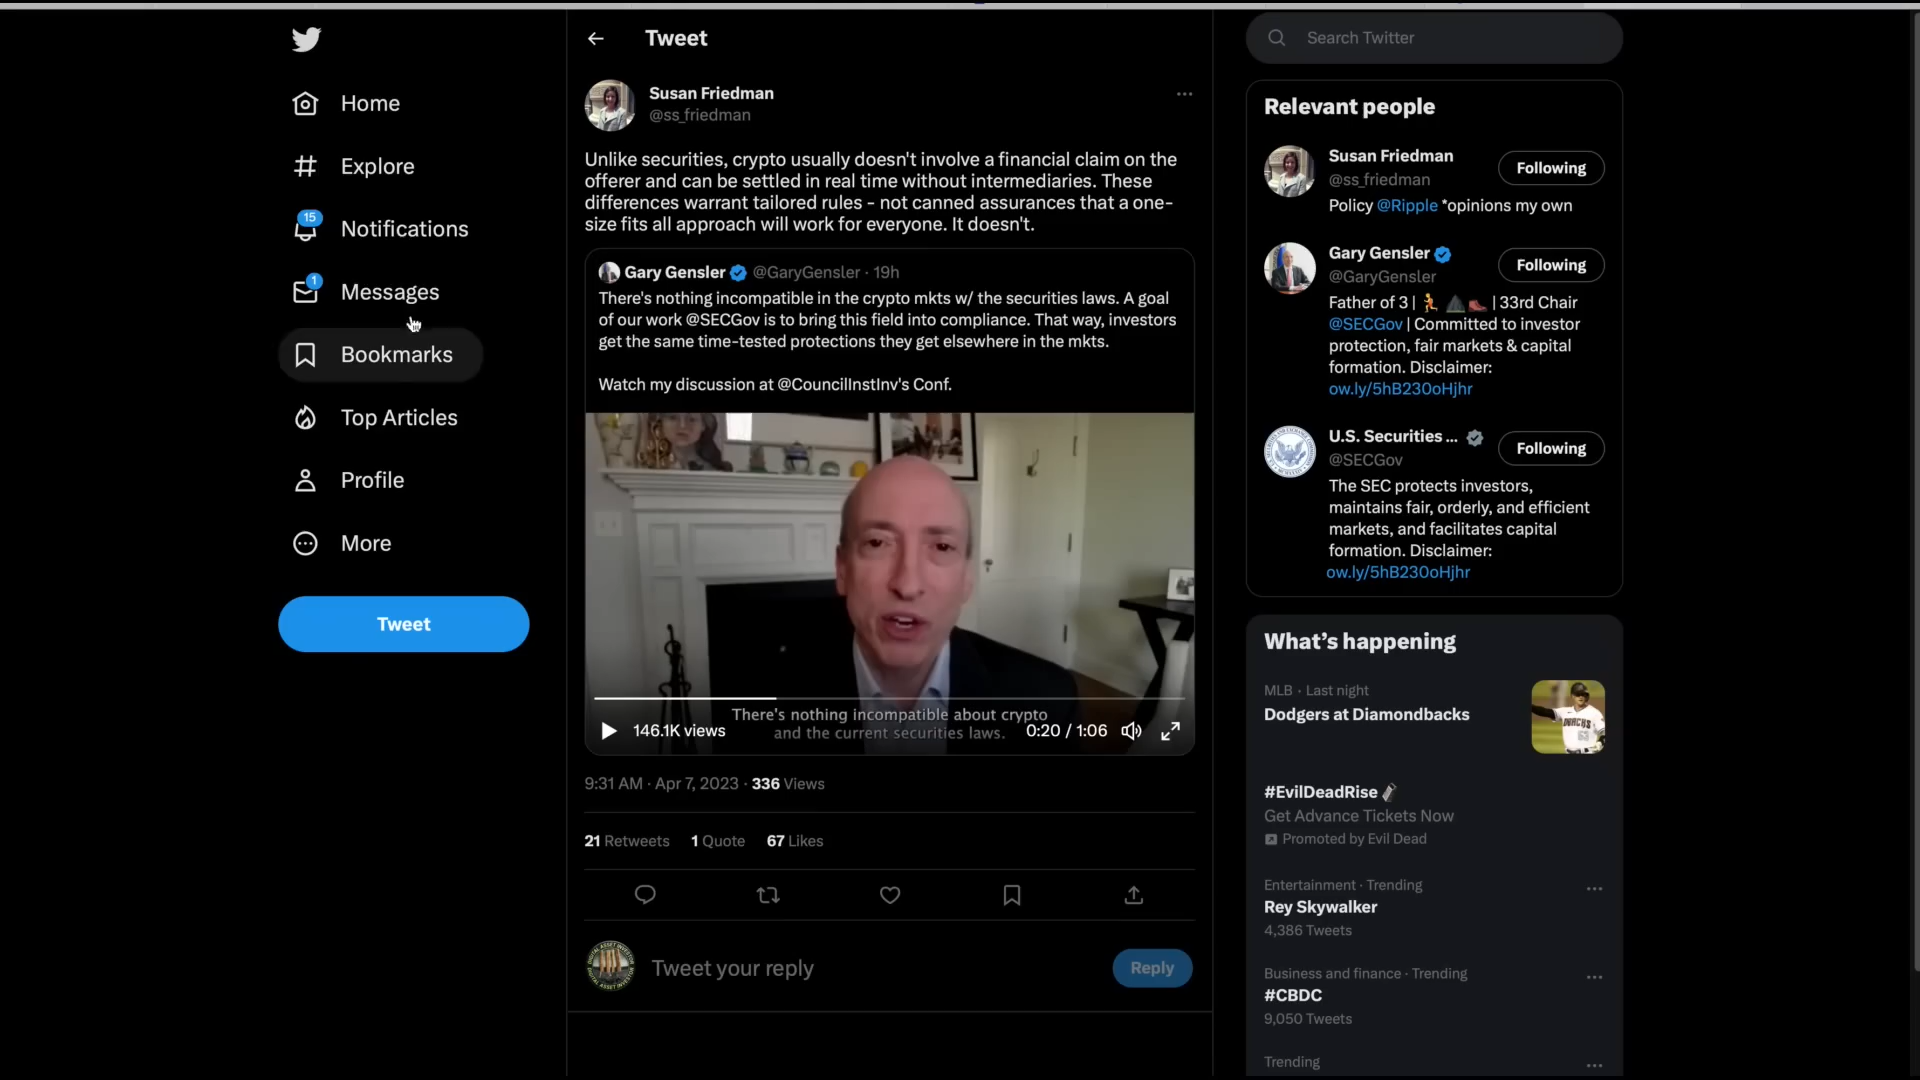 Home
Explore
15
Notifications
1
Messages
Bookmarks
Top Articles
Profile
More
Tweet
Tweet
Susan Friedman
@ss_friedman
Unlike securities, crypto usually doesn't involve a financial claim on the
offerer and can be settled in real time without intermediaries. These
differences warrant tailored rules - not canned assurances that a one-
size fits all approach will work for everyone. It doesn't.
Gary Gensler @GaryGensler · 19h
There's nothing incompatible in the crypto mkts w/ the securities laws. A goal
of our work @SECGov is to bring this field into compliance. That way, investors
get the same time-tested protections they get elsewhere in the mkts.
Watch my discussion at @CouncilInstInv's Conf.
There's nothing incompatible about crypto
and the current securities laws.
146.1K views
0:20 / 1:06
9:31 AM · Apr 7, 2023 · 336 Views
21 Retweets 1 Quote 67 Likes
Tweet your reply
Reply
Search Twitter
Relevant people
Susan Friedman
@ss_friedman
Following
Policy @Ripple *opinions my own
Gary Gensler
@GaryGensler
Following
Father of 3 | 🏃 ⛰️🥾 | 33rd Chair
@SECGov | Committed to investor
protection, fair markets & capital
formation. Disclaimer:
ow.ly/5hB230oHjhr
U.S. Securities ...
@SECGov
Following
The SEC protects investors,
maintains fair, orderly, and efficient
markets, and facilitates capital
formation. Disclaimer:
ow.ly/5hB230oHjhr
What's happening
MLB · Last night
Dodgers at Diamondbacks
#EvilDeadRise
Get Advance Tickets Now
Promoted by Evil Dead
Entertainment · Trending
Rey Skywalker
4,386 Tweets
Business and finance · Trending
#CBDC
9,050 Tweets
Trending